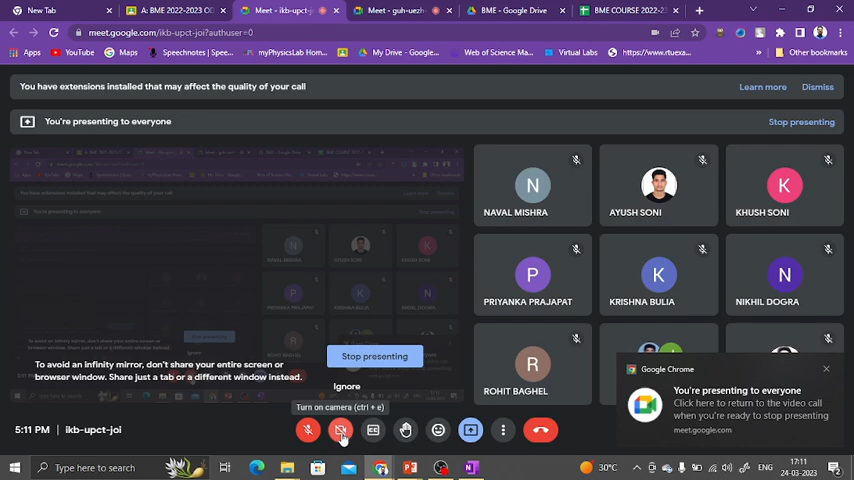 New Tab
A: BME 2022-2023 O
Meet - ikb-upct-j
Meet - guh-uezh
BME - Google Drive
BME COURSE 2022-2
meet.google.com/ikb-upct-joi?authuser=0
Apps
YouTube
Maps
Speechnotes | Speec...
myPhysicsLab Home...
My Drive - Google...
Web of Science Ma...
Virtual Labs
https://www.rtuexa...
Other bookmarks
You have extensions installed that may affect the quality of your call
Learn more
Dismiss
You're presenting to everyone
Stop presenting
N
NAVAL MISHRA
AYUSH SONI
K
KHUSH SONI
P
PRIYANKA PRAJAPAT
K
KRISHNA BULIA
N
NIKHIL DOGRA
R
ROHIT BAGHEL
To avoid an infinity mirror, don't share your entire screen or
browser window. Share just a tab or a different window instead.
Stop presenting
Ignore
Google Chrome
You're presenting to everyone
Click here to return to the video call
when you're ready to stop presenting
meet.google.com
Turn on camera (ctrl + e)
5:11 PM | ikb-upct-joi
Type here to search
30°C
ENG
17:11
24-03-2023
2